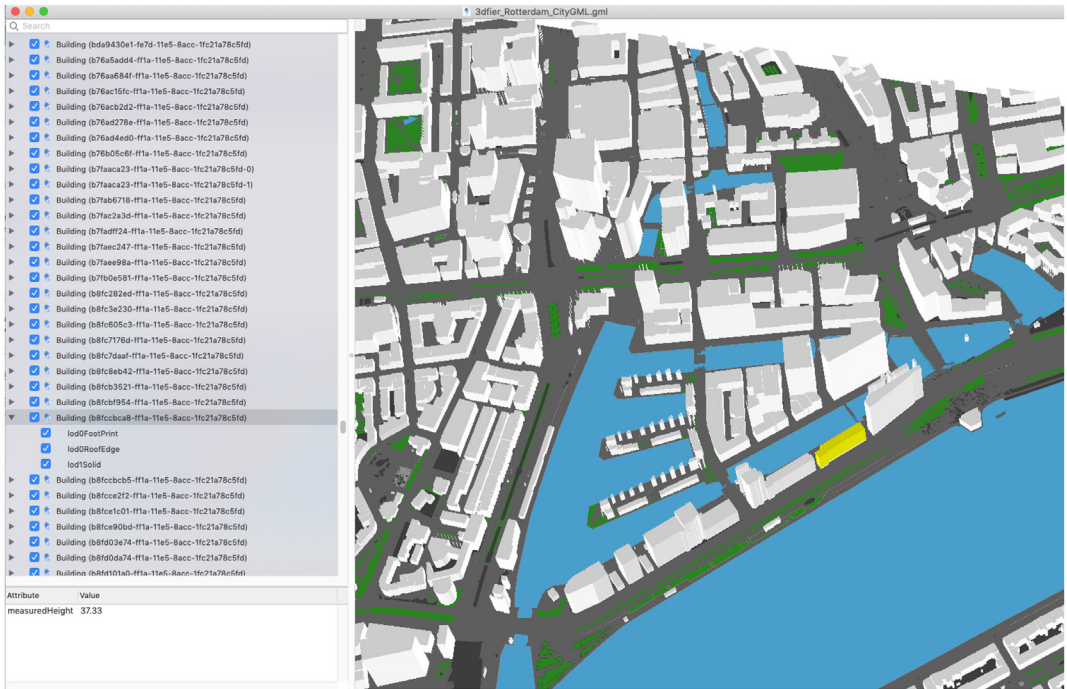 3dfier_Rotterdam_CityGML.gml
Search
Building (bda9430e1-fe7d-11e5-8acc-1fc21a78c5fd)
Building (b76a5add4-ff1a-11e5-8acc-1fc21a78c5fd)
Building (b76aa684f-ff1a-11e5-8acc-1fc21a78c5fd)
Building (b76ac15fc-ff1a-11e5-8acc-1fc21a78c5fd)
Building (b76acb2d2-ff1a-11e5-8acc-1fc21a78c5fd)
Building (b76ad278e-ff1a-11e5-8acc-1fc21a78c5fd)
Building (b76ad4ed0-ff1a-11e5-8acc-1fc21a78c5fd)
Building (b76b05c6f-ff1a-11e5-8acc-1fc21a78c5fd)
Building (b7faaca23-ff1a-11e5-8acc-1fc21a78c5fd-0)
Building (b7faaca23-ff1a-11e5-8acc-1fc21a78c5fd-1)
Building (b7fab6718-ff1a-11e5-8acc-1fc21a78c5fd)
Building (b7fac2a3d-ff1a-11e5-8acc-1fc21a78c5fd)
Building (b7fadff24-ff1a-11e5-8acc-1fc21a78c5fd)
Building (b7faec247-ff1a-11e5-8acc-1fc21a78c5fd)
Building (b7faee98a-ff1a-11e5-8acc-1fc21a78c5fd)
Building (b7fb0e581-ff1a-11e5-8acc-1fc21a78c5fd)
Building (b8fc282ed-ff1a-11e5-8acc-1fc21a78c5fd)
Building (b8fc3e230-ff1a-11e5-8acc-1fc21a78c5fd)
Building (b8fc605c3-ff1a-11e5-8acc-1fc21a78c5fd)
Building (b8fc7176d-ff1a-11e5-8acc-1fc21a78c5fd)
Building (b8fc7daaf-ff1a-11e5-8acc-1fc21a78c5fd)
Building (b8fc8eb42-ff1a-11e5-8acc-1fc21a78c5fd)
Building (b8fcb3521-ff1a-11e5-8acc-1fc21a78c5fd)
Building (b8fcbf954-ff1a-11e5-8acc-1fc21a78c5fd)
Building (b8fccbca8-ff1a-11e5-8acc-1fc21a78c5fd)
lod0FootPrint
lod0RoofEdge
lod1Solid
Building (b8fccbcb5-ff1a-11e5-8acc-1fc21a78c5fd)
Building (b8fcce2f2-ff1a-11e5-8acc-1fc21a78c5fd)
Building (b8fce1c01-ff1a-11e5-8acc-1fc21a78c5fd)
Building (b8fce90bd-ff1a-11e5-8acc-1fc21a78c5fd)
Building (b8fd03e74-ff1a-11e5-8acc-1fc21a78c5fd)
Building (b8fd0da74-ff1a-11e5-8acc-1fc21a78c5fd)
Building (b8fd101a0-ff1a-11e5-8acc-1fc21a78c5fd)
Attribute Value
measuredHeight 37.33